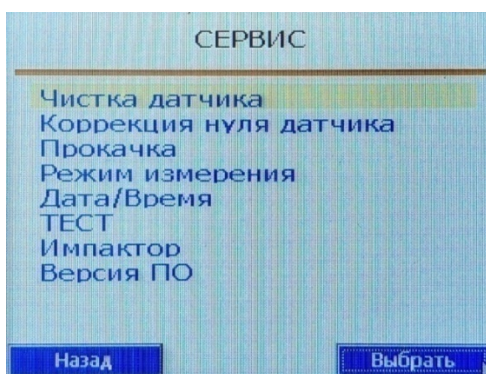 СЕРВИС
Чистка датчика
Коррекция нуля датчика
Прокачка
Режим измерения
Дата/Время
ТЕСТ
Импактор
Версия ПО
Назад
Выбрать